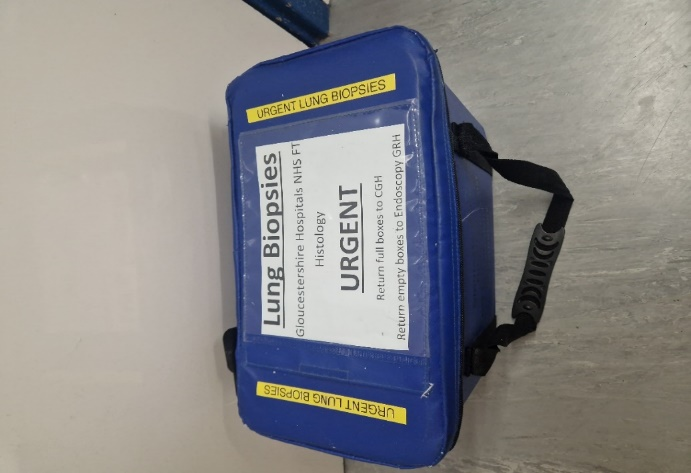 URGENT LUNG BIOPSIES
Lung Biopsies
Gloucestershire Hospitals NHS FT
Histology
URGENT
Return full boxes to CGH
Return empty boxes to Endoscopy GRH
URGENT LUNG BIOPSIES